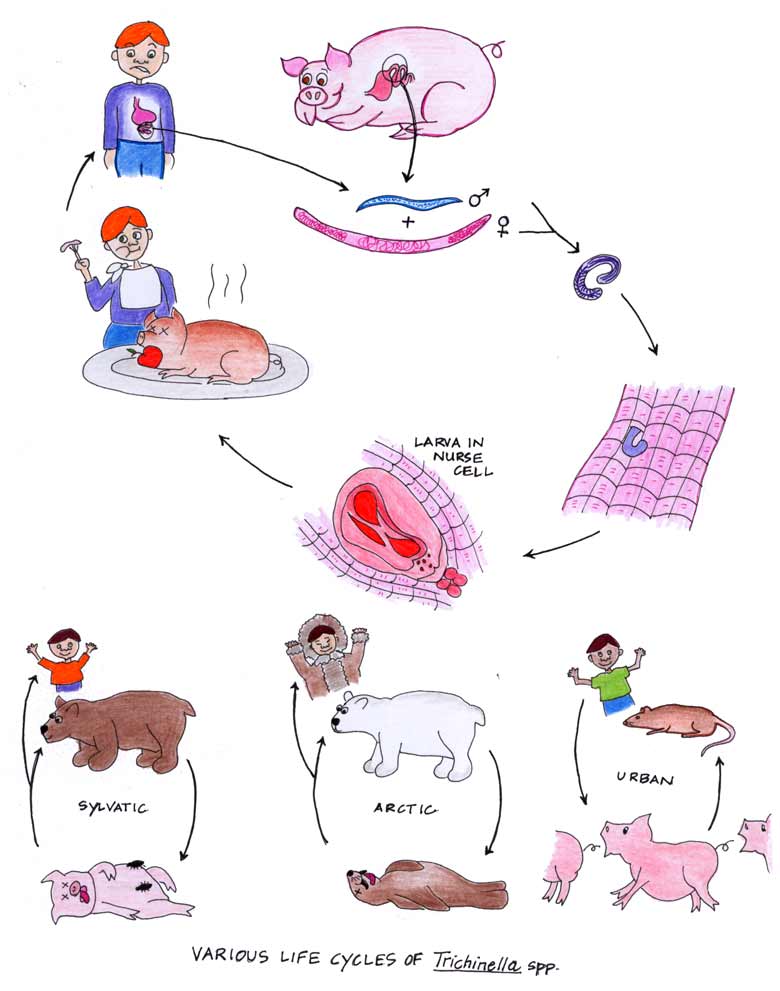 ♂
+
♀
LARVA IN
NURSE
CELL
SYLVATIC
ARCTIC
URBAN
VARIOUS LIFE CYCLES OF Trichinella spp.